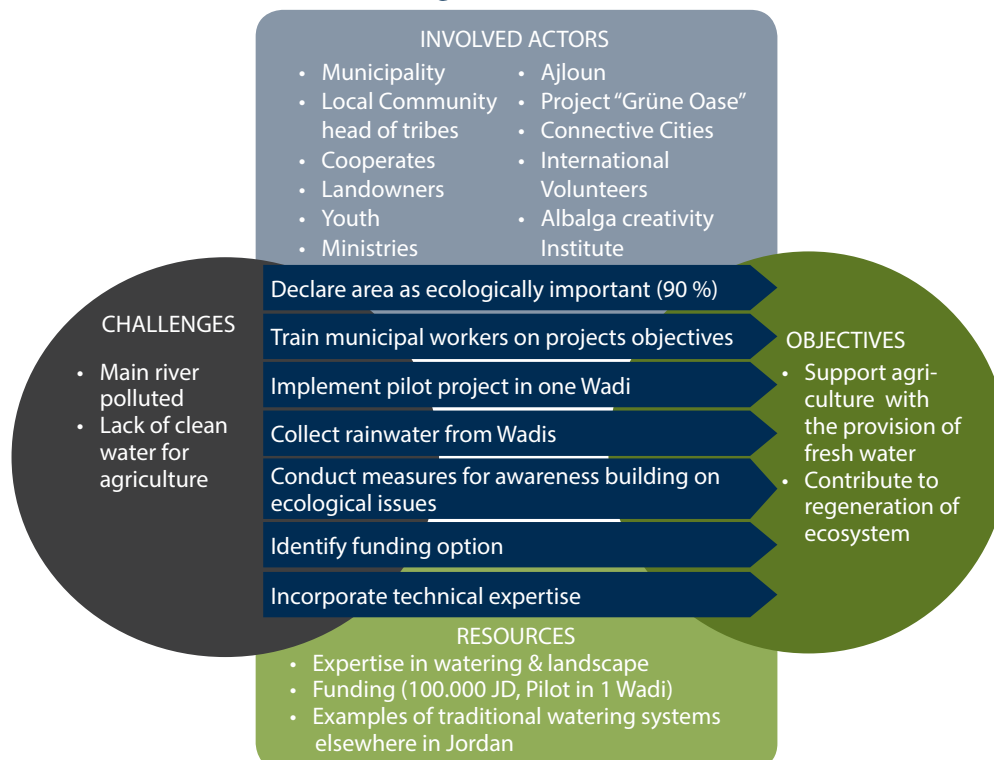 INVOLVED ACTORS
• Municipality
• Local Community
head of tribes
• Cooperates
• Landowners
• Youth
• Ministries
• Ajloun
• Project “Grüne Oase”
• Connective Cities
• International
Volunteers
• Albalga creativity
Institute
CHALLENGES
• Main river
polluted
• Lack of clean
water for
agriculture
Declare area as ecologically important (90 %)
Train municipal workers on projects objectives
Implement pilot project in one Wadi
Collect rainwater from Wadis
Conduct measures for awareness building on
ecological issues
Identify funding option
Incorporate technical expertise
OBJECTIVES
• Support agri-
culture with
the provision of
fresh water
• Contribute to
regeneration of
ecosystem
RESOURCES
• Expertise in watering & landscape
• Funding (100.000 JD, Pilot in 1 Wadi)
• Examples of traditional watering systems
elsewhere in Jordan